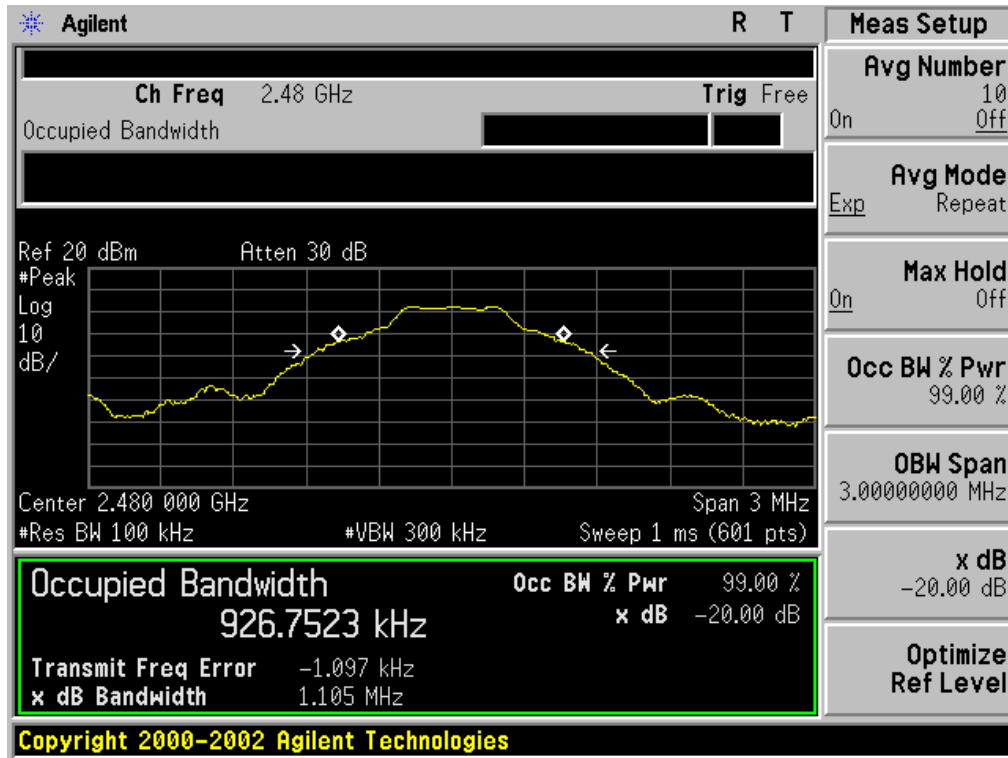 Agilent R T
Ch Freq 2.48 GHz Trig Free
Occupied Bandwidth
Ref 20 dBm Atten 30 dB
#Peak
Log
10
dB/
Center 2.480 000 GHz Span 3 MHz
#Res BW 100 kHz #VBW 300 kHz Sweep 1 ms (601 pts)
Occupied Bandwidth Occ BW % Pwr 99.00 %
926.7523 kHz x dB -20.00 dB
Transmit Freq Error -1.097 kHz
x dB Bandwidth 1.105 MHz
Copyright 2000-2002 Agilent Technologies
Meas Setup
Avg Number
10
On Off
Avg Mode
Exp Repeat
Max Hold
On Off
Occ BW % Pwr
99.00 %
OBW Span
3.00000000 MHz
x dB
-20.00 dB
Optimize
Ref Level